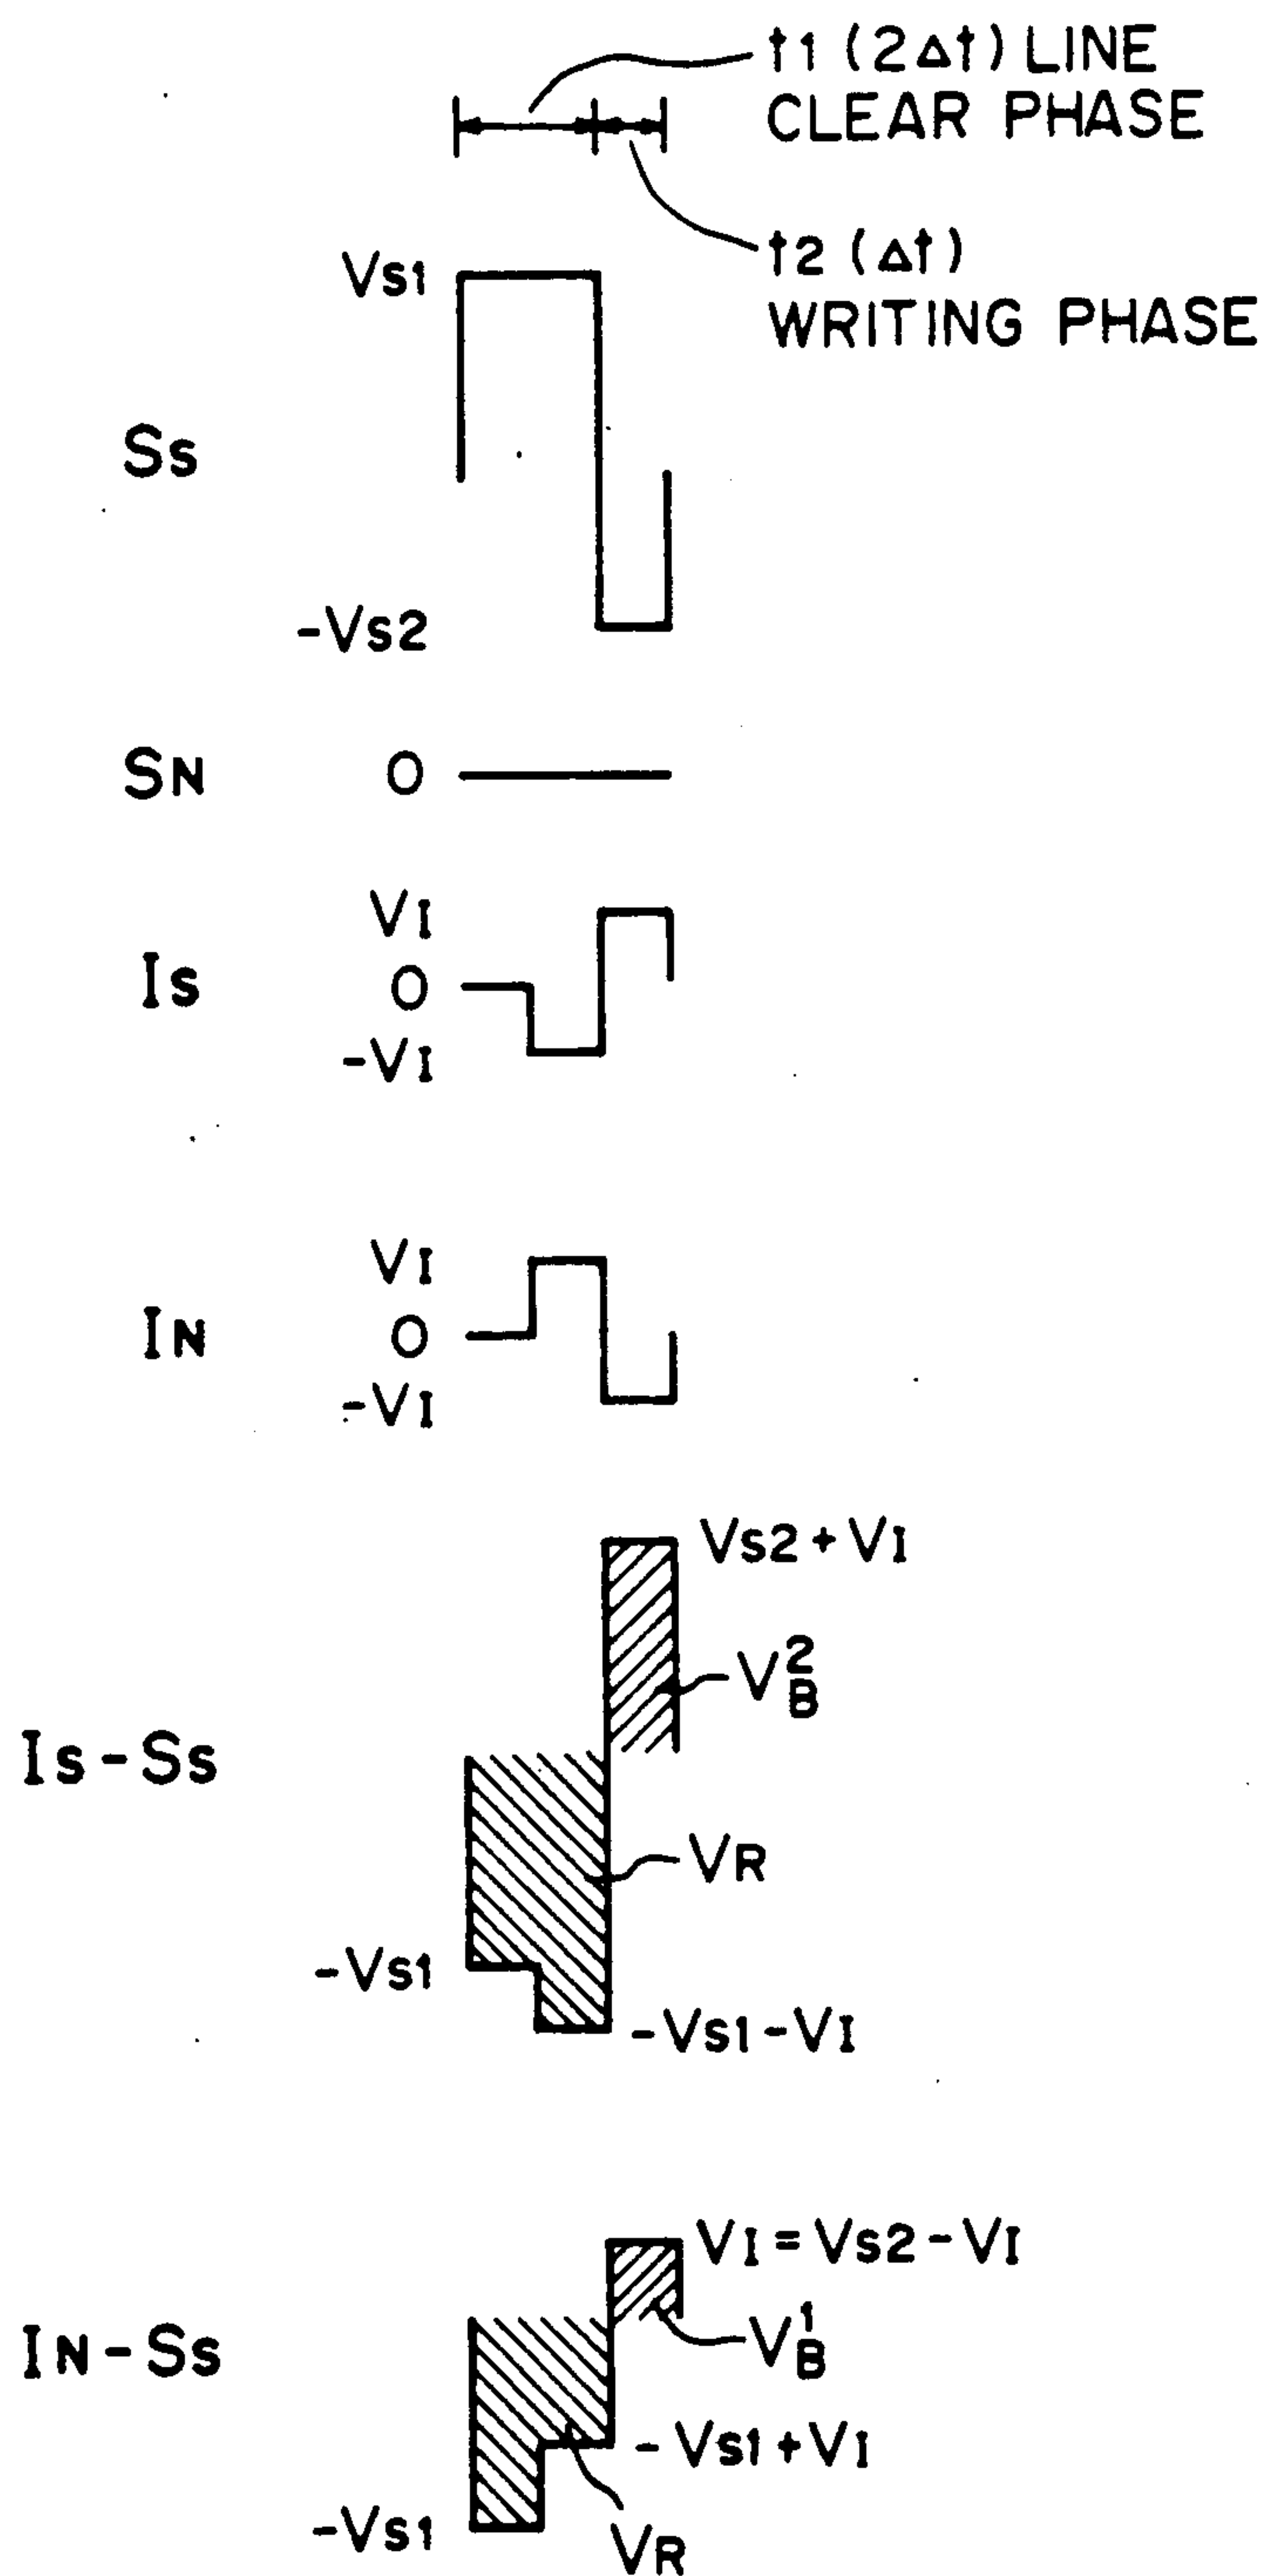 t1 (2Δt) LINE
CLEAR PHASE
t2 (Δt)
WRITING PHASE
Vs1
Ss
-Vs2
SN 0
VI
Is 0
-VI
VI
IN 0
-VI
Vs2 + VI
V²B
Is - Ss
VR
-Vs1
-Vs1 - VI
VI = Vs2 - VI
V¹B
IN - Ss
-Vs1 + VI
-Vs1
VR